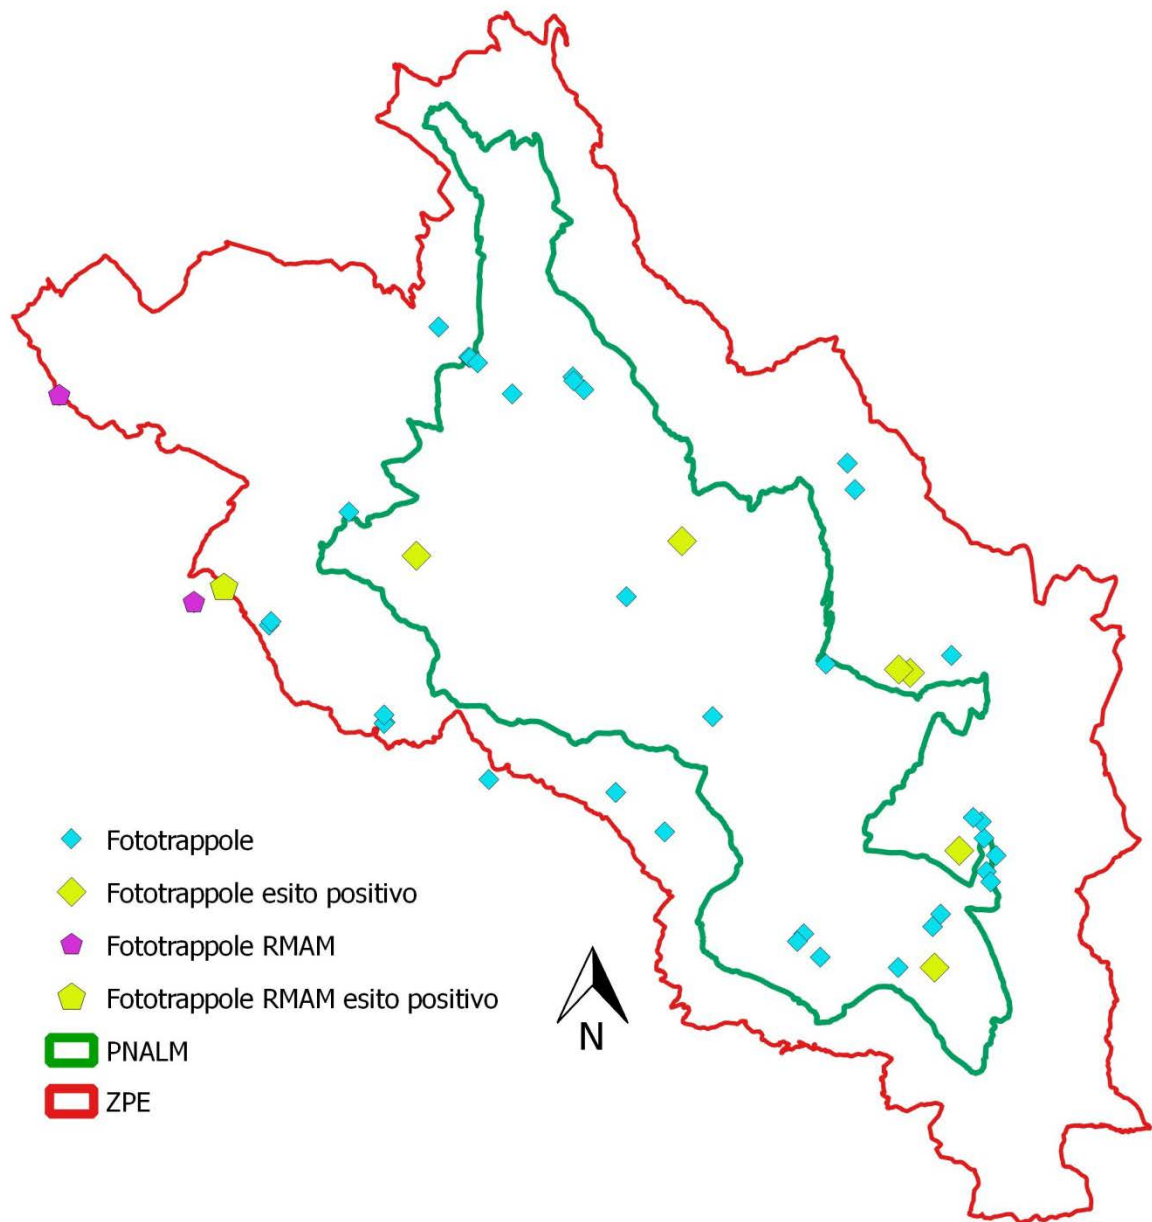 Fototrappole
Fototrappole esito positivo
Fototrappole RMAM
Fototrappole RMAM esito positivo
PNALM
ZPE
N